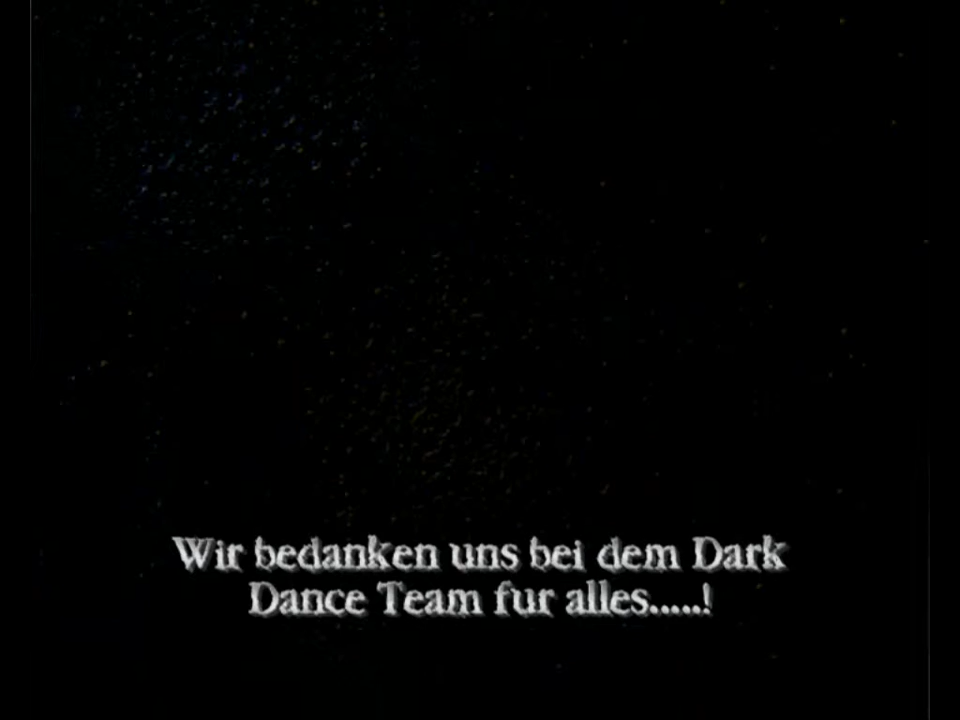 Wir bedanken uns bei dem Dark
Dance Team fur alles.....!